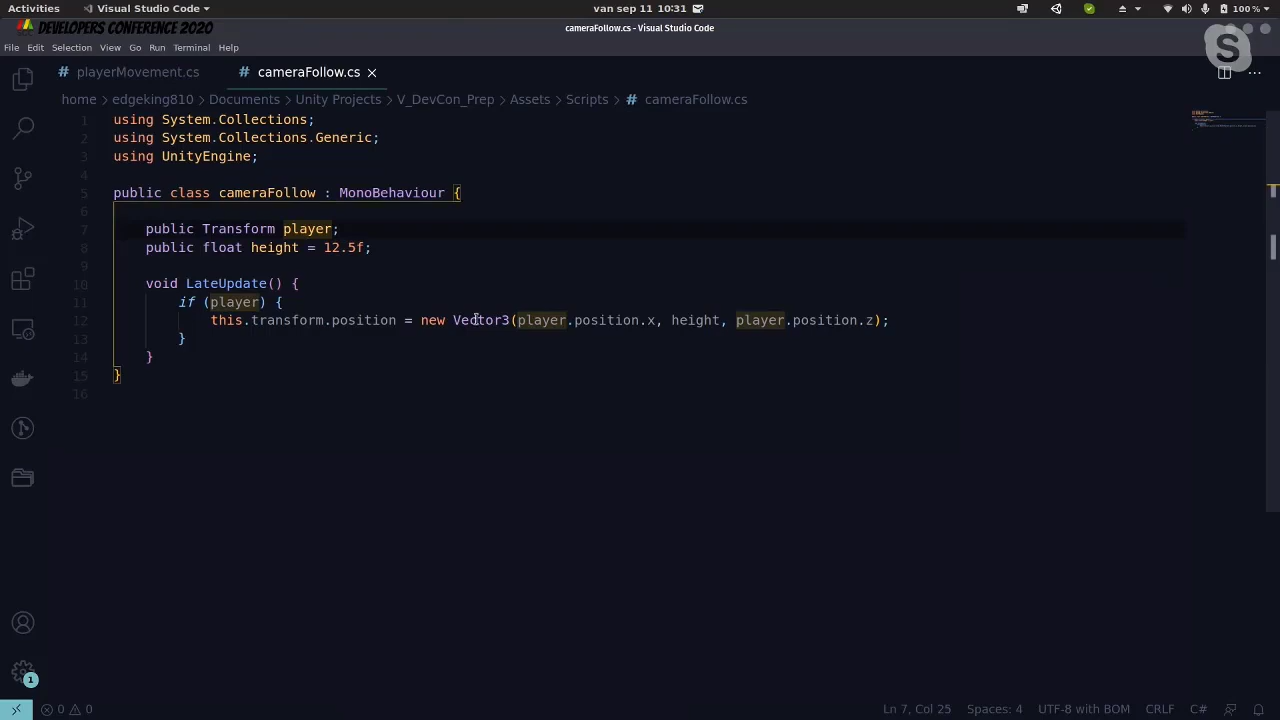 Activities Visual Studio Code van sep 11 10:31 100 %
DEVELOPERS CONFERENCE 2020
cameraFollow.cs - Visual Studio Code
File Edit Selection View Go Run Terminal Help
S
# playerMovement.cs # cameraFollow.cs
home > edgeking810 > Documents > Unity Projects > V_DevCon_Prep > Assets > Scripts > # cameraFollow.cs
1 using System.Collections;
2 using System.Collections.Generic;
3 using UnityEngine;
4
5 public class cameraFollow : MonoBehaviour {
6
7 public Transform player;
8 public float height = 12.5f;
9
10 void LateUpdate() {
11 if (player) {
12 this.transform.position = new Vector3(player.position.x, height, player.position.z);
13 }
14 }
15 }
16
1
0 0 Ln 7, Col 25 Spaces: 4 UTF-8 with BOM CRLF C#